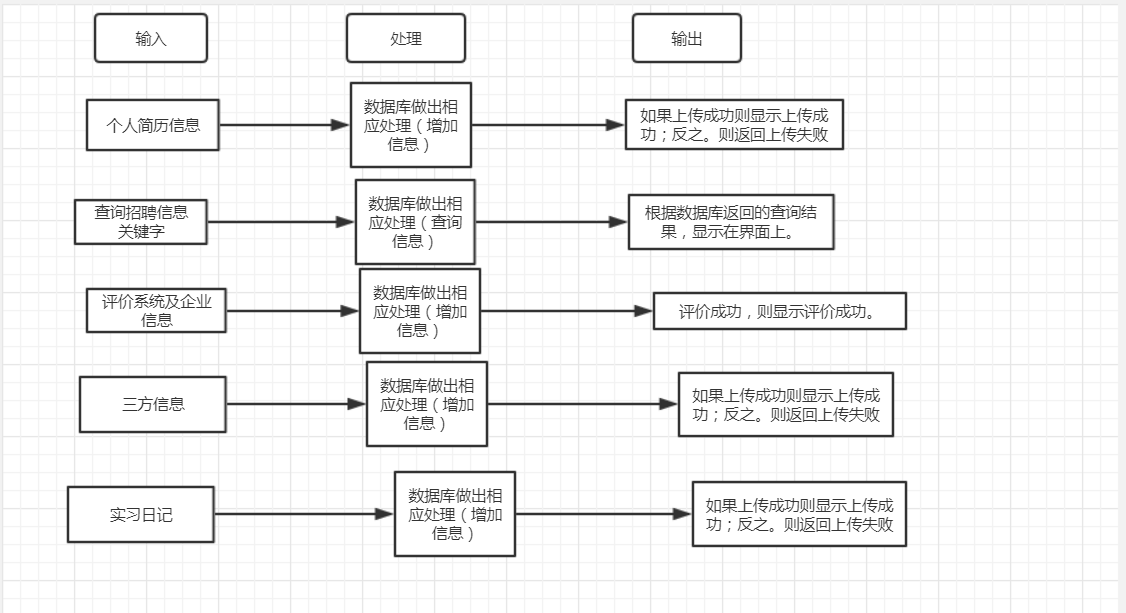 输入
处理
输出
个人简历信息
数据库做出相
应处理（增加
信息）
如果上传成功则显示上传成
功；反之。则返回上传失败
查询招聘信息
关键字
数据库做出相
应处理（查询
信息）
根据数据库返回的查询结
果，显示在界面上。
评价系统及企业
信息
数据库做出相
应处理（增加
信息）
评价成功，则显示评价成功。
三方信息
数据库做出相
应处理（增加
信息）
如果上传成功则显示上传成
功；反之。则返回上传失败
实习日记
数据库做出相
应处理（增加
信息）
如果上传成功则显示上传成
功；反之。则返回上传失败